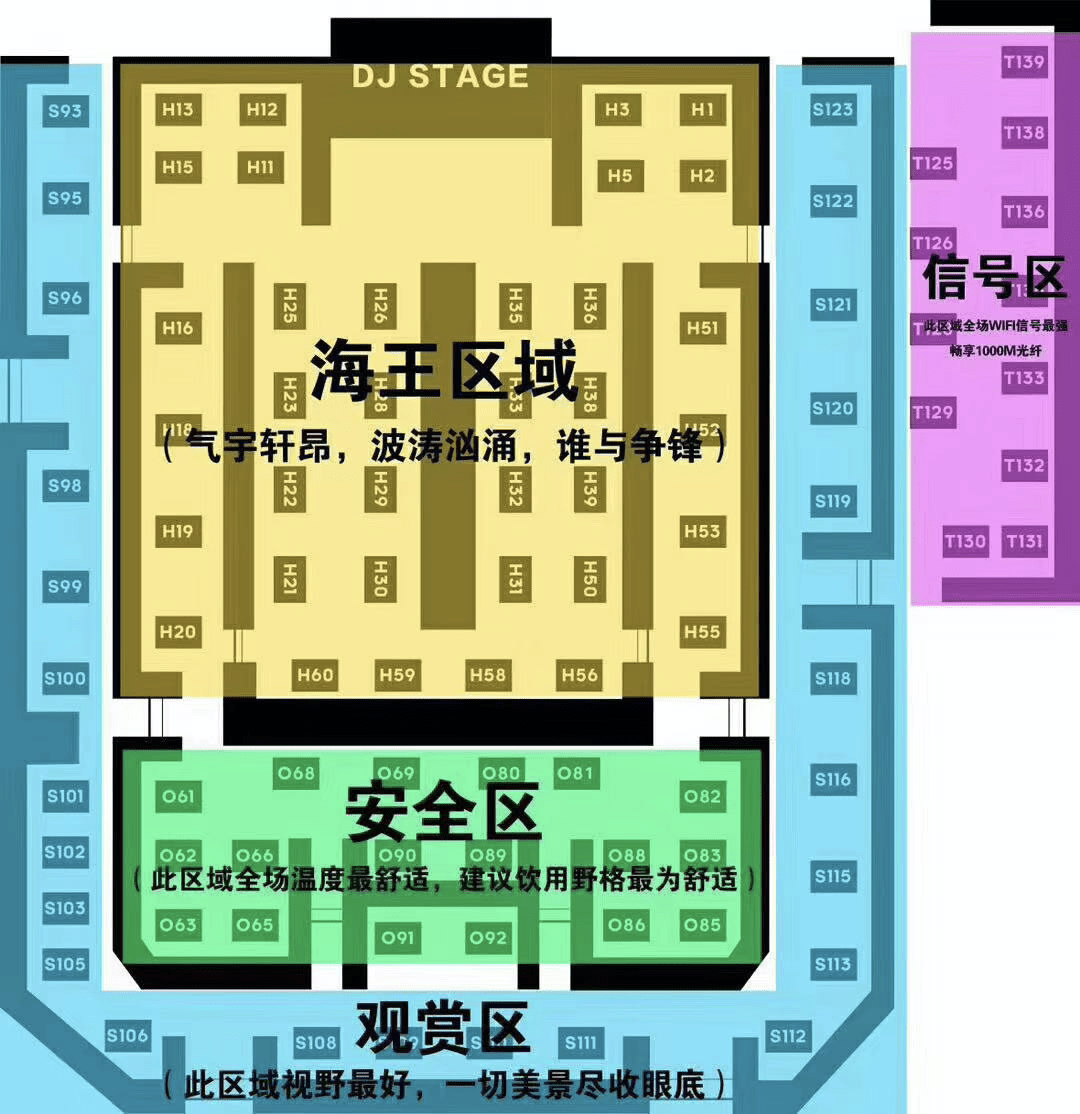 DJ STAGE
T139
S93
H13
H12
H3
H1
S123
T138
H15
H11
H5
H2
T125
S95
S122
T136
T126
信号区
S96
H25
H26
H35
H36
S121
H16
H51
此区域全场WIFI信号最强
畅享1000M光纤
海王区域
T133
H23
H38
S120
T129
H18
H52
（气宇轩昂，波涛汹涌，谁与争锋）
T132
S98
H22
H29
H32
H39
S119
H19
H53
T130
T131
S99
H21
H30
H31
H50
H20
H55
S100
H60
H59
H58
H56
S118
O68
O69
O80
O81
S116
S101
O61
安全区
O82
S102
O62
O66
O90
O89
O88
O83
（此区域全场温度最舒适，建议饮用野格最为舒适）
S115
S103
O63
O65
O91
O92
O86
O85
S105
S113
观赏区
S106
S108
S111
S112
（此区域视野最好，一切美景尽收眼底）